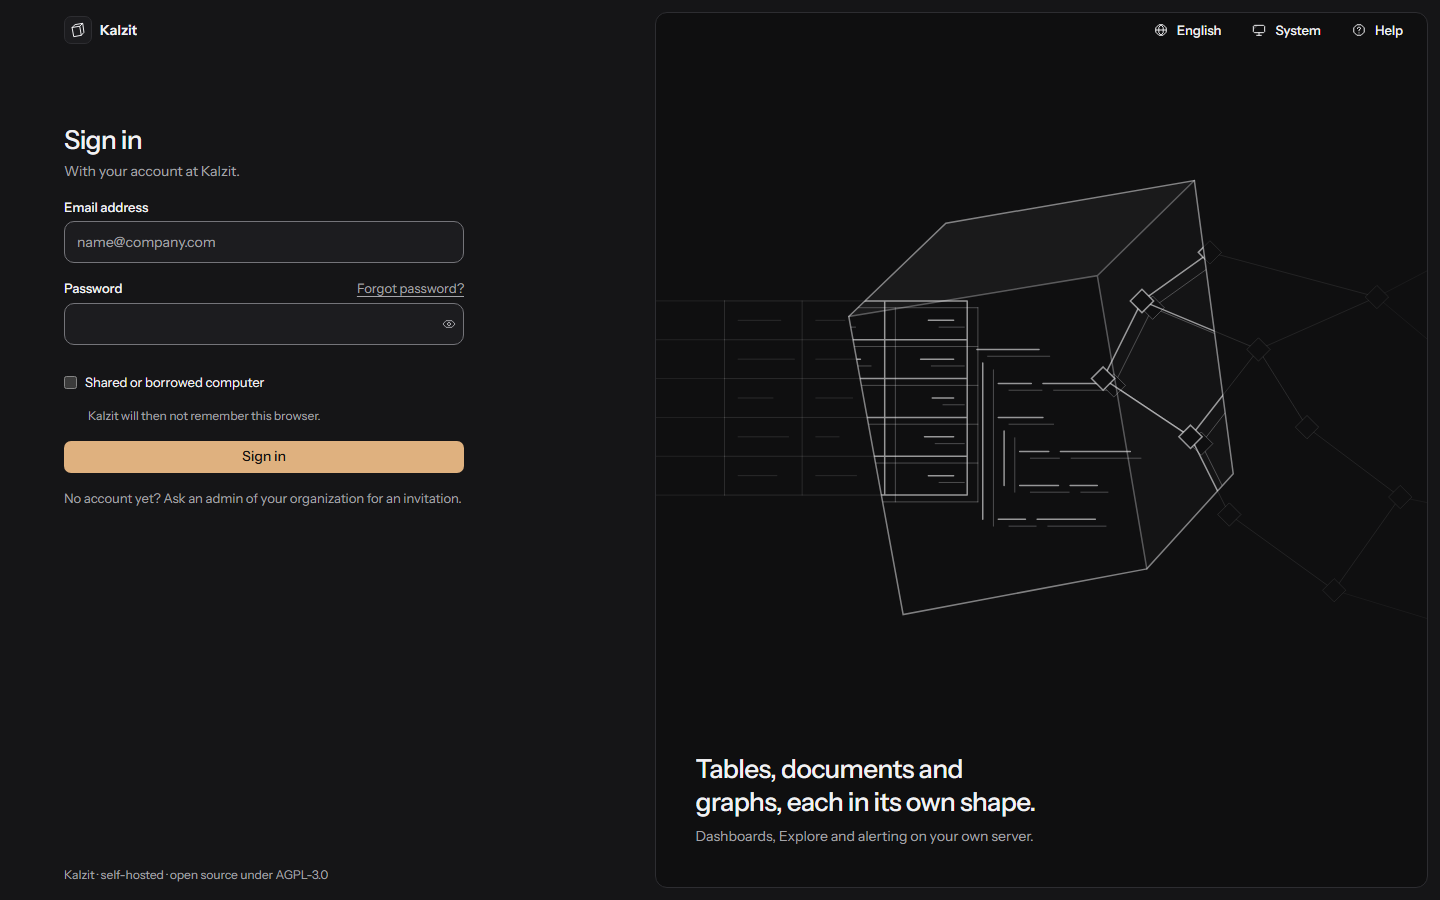 Kalzit
English
System
Help
Sign in
With your account at Kalzit.
Email address
name@company.com
Password
Forgot password?
Shared or borrowed computer
Kalzit will then not remember this browser.
Sign in
No account yet? Ask an admin of your organization for an invitation.
Tables, documents and
graphs, each in its own shape.
Dashboards, Explore and alerting on your own server.
Kalzit · self-hosted · open source under AGPL-3.0